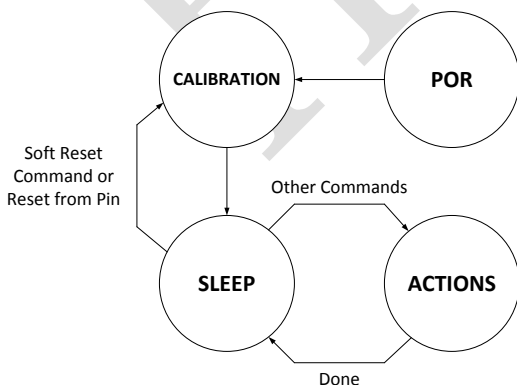 CALIBRATION
POR
Soft Reset
Command or
Reset from Pin
Other Commands
SLEEP
ACTIONS
Done